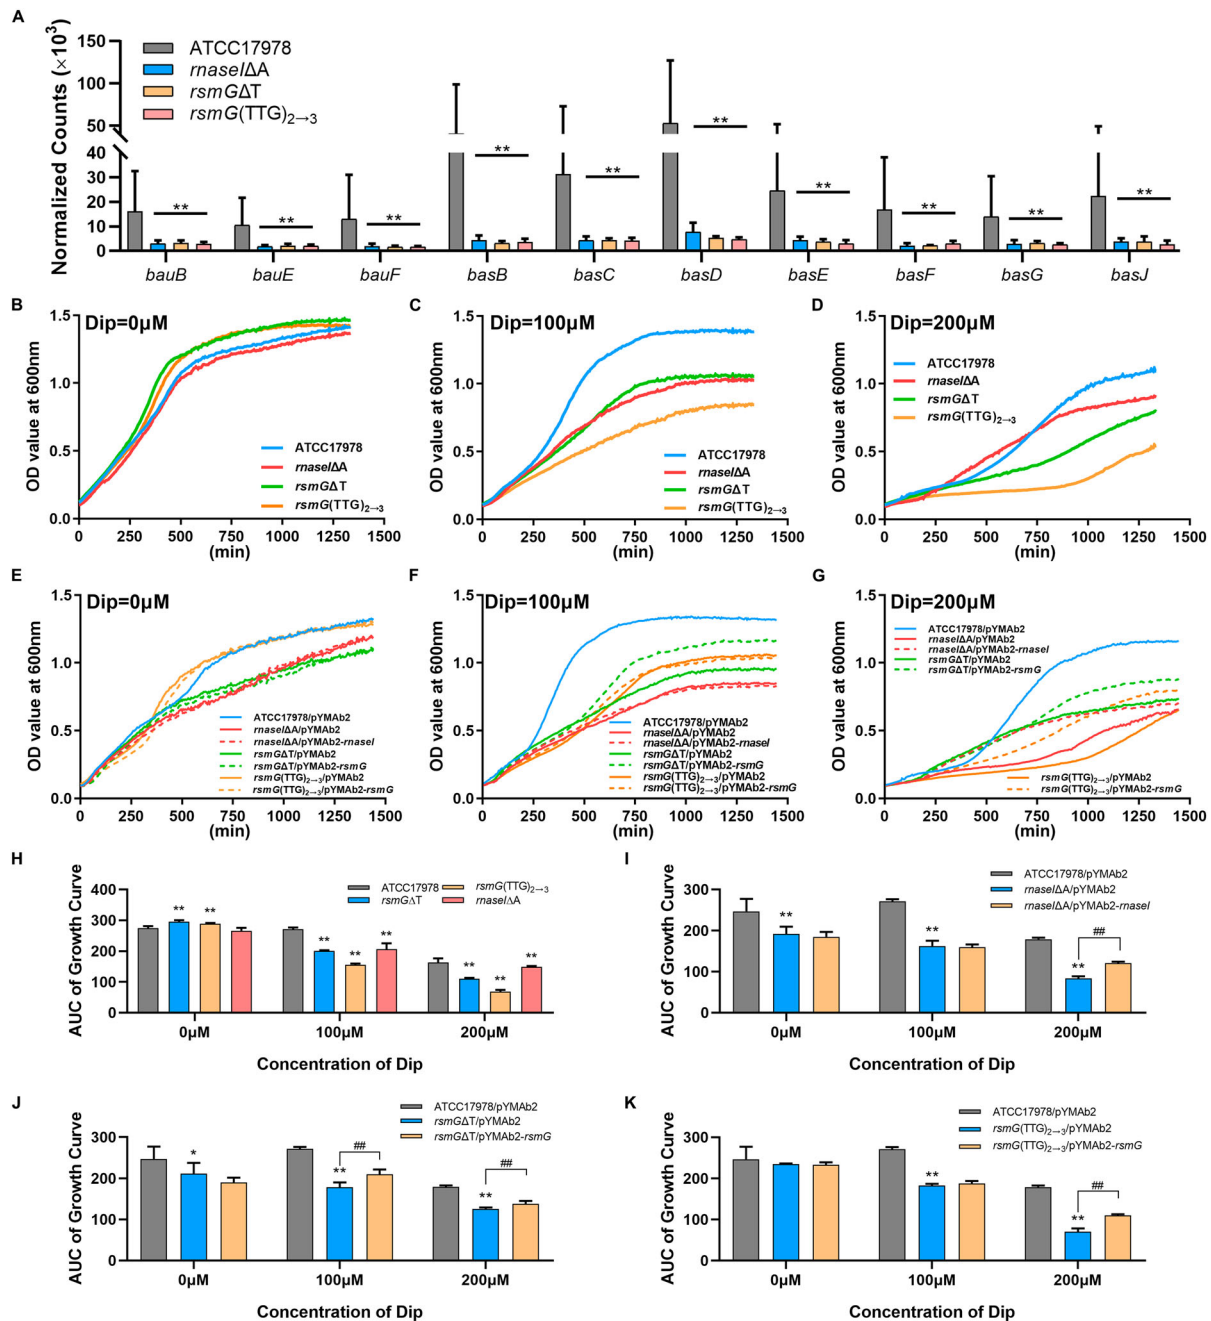 A
Normalized Counts (×10³)
150
100
50
40
30
20
10
0
ATCC17978
rnaseIΔA
rsmGΔT
rsmG(TTG)₂→₃
** ** ** ** ** ** ** ** ** **
bauB bauE bauF basB basC basD basE basF basG basJ
B
Dip=0μM
OD value at 600nm
1.5
1.0
0.5
0.0
ATCC17978
rnaseIΔA
rsmGΔT
rsmG(TTG)₂→₃
0 250 500 750 1000 1250 1500
(min)
C
Dip=100μM
OD value at 600nm
1.5
1.0
0.5
0.0
ATCC17978
rnaseIΔA
rsmGΔT
rsmG(TTG)₂→₃
0 250 500 750 1000 1250 1500
(min)
D
Dip=200μM
OD value at 600nm
1.5
1.0
0.5
0.0
ATCC17978
rnaseIΔA
rsmGΔT
rsmG(TTG)₂→₃
0 250 500 750 1000 1250 1500
(min)
E
Dip=0μM
OD value at 600nm
1.5
1.0
0.5
0.0
ATCC17978/pYMAb2
rnaseIΔA/pYMAb2
rnaseIΔA/pYMAb2-rnaseI
rsmGΔT/pYMAb2
rsmGΔT/pYMAb2-rsmG
rsmG(TTG)₂→₃/pYMAb2
rsmG(TTG)₂→₃/pYMAb2-rsmG
0 250 500 750 1000 1250 1500
(min)
F
Dip=100μM
OD value at 600nm
1.5
1.0
0.5
0.0
ATCC17978/pYMAb2
rnaseIΔA/pYMAb2
rnaseIΔA/pYMAb2-rnaseI
rsmGΔT/pYMAb2
rsmGΔT/pYMAb2-rsmG
rsmG(TTG)₂→₃/pYMAb2
rsmG(TTG)₂→₃/pYMAb2-rsmG
0 250 500 750 1000 1250 1500
(min)
G
Dip=200μM
OD value at 600nm
1.5
1.0
0.5
0.0
ATCC17978/pYMAb2
rnaseIΔA/pYMAb2
rnaseIΔA/pYMAb2-rnaseI
rsmGΔT/pYMAb2
rsmGΔT/pYMAb2-rsmG
rsmG(TTG)₂→₃/pYMAb2
rsmG(TTG)₂→₃/pYMAb2-rsmG
0 250 500 750 1000 1250 1500
(min)
H
AUC of Growth Curve
400
300
200
100
0
ATCC17978
rsmGΔT
rsmG(TTG)₂→₃
rnaseIΔA
** ** ** ** ** ** ** **
0μM 100μM 200μM
Concentration of Dip
I
AUC of Growth Curve
300
200
100
0
ATCC17978/pYMAb2
rnaseIΔA/pYMAb2
rnaseIΔA/pYMAb2-rnaseI
** ** ** ##
0μM 100μM 200μM
Concentration of Dip
J
AUC of Growth Curve
300
200
100
0
ATCC17978/pYMAb2
rsmGΔT/pYMAb2
rsmGΔT/pYMAb2-rsmG
* ** ## ** ##
0μM 100μM 200μM
Concentration of Dip
K
AUC of Growth Curve
300
200
100
0
ATCC17978/pYMAb2
rsmG(TTG)₂→₃/pYMAb2
rsmG(TTG)₂→₃/pYMAb2-rsmG
** ** ##
0μM 100μM 200μM
Concentration of Dip